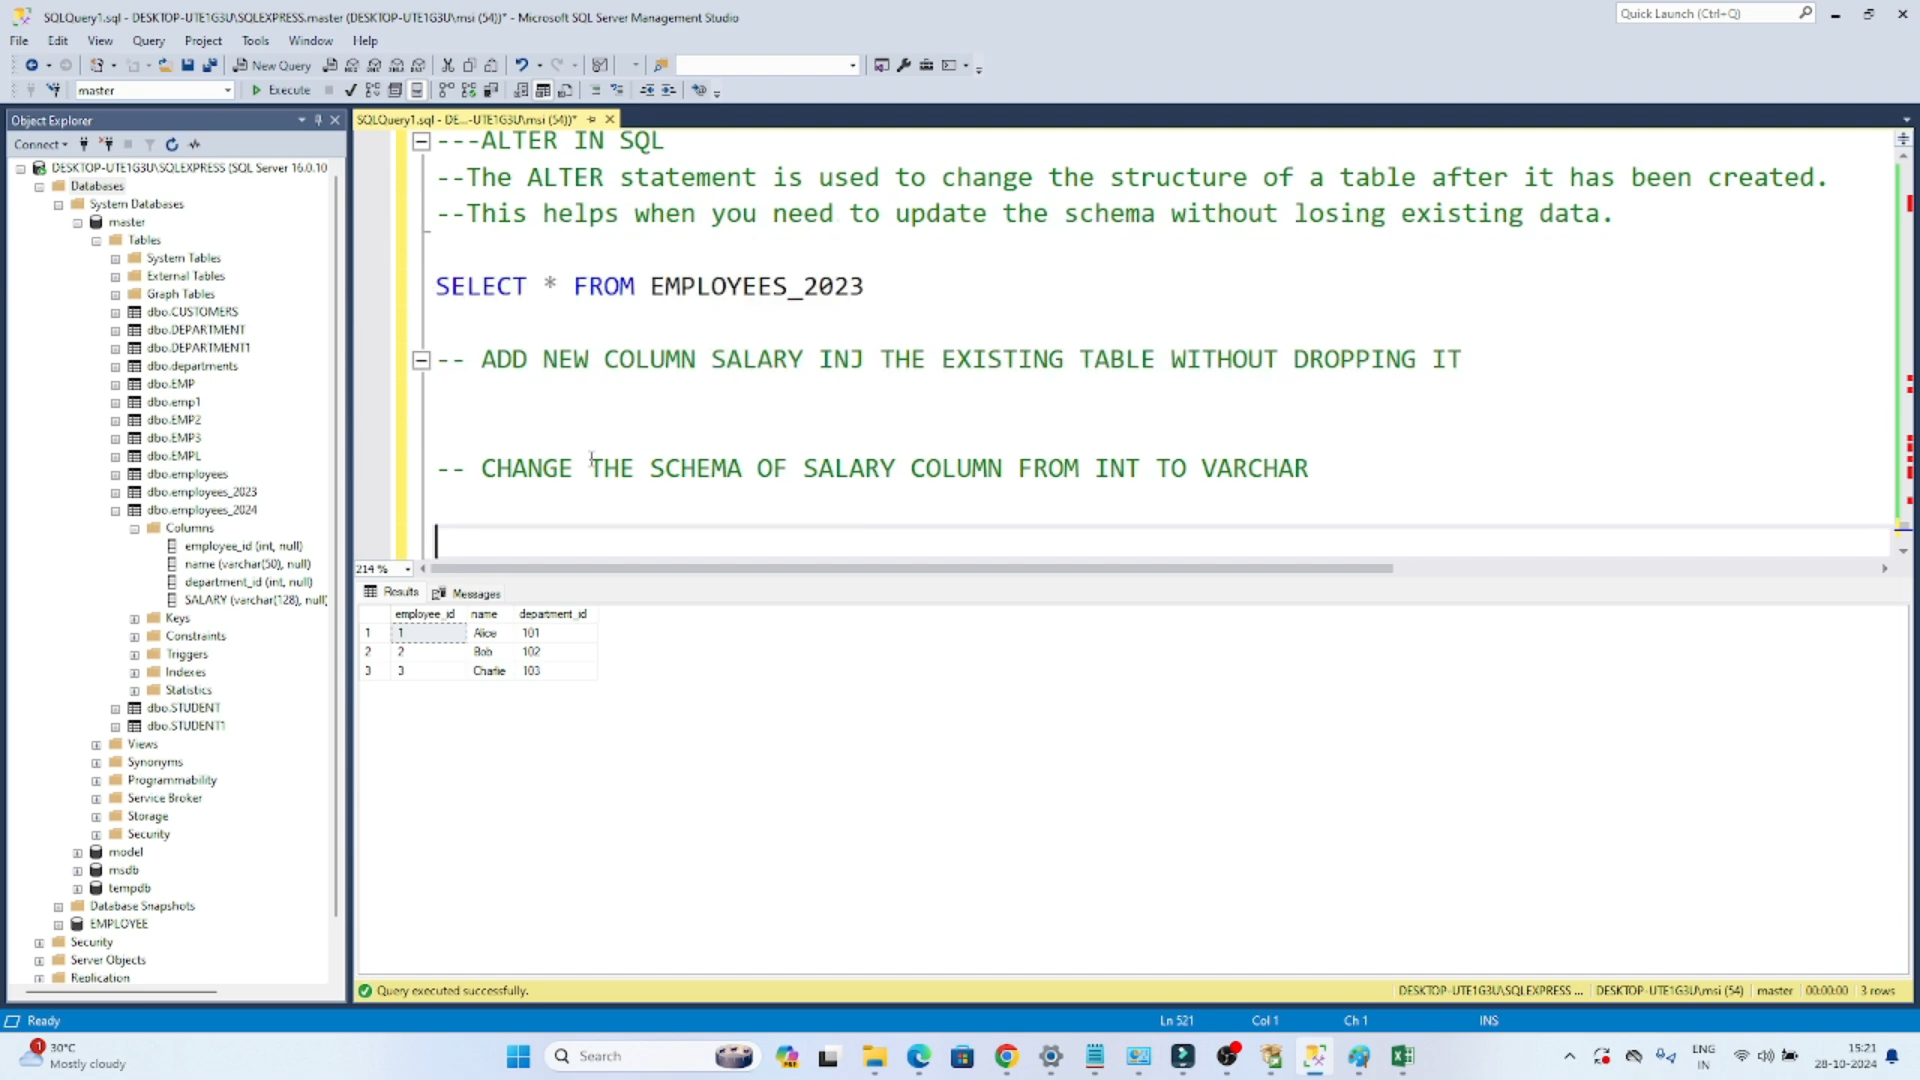 SQLQuery1.sql - DESKTOP-UTE1G3U\SQLEXPRESS.master (DESKTOP-UTE1G3U\msi (54))* - Microsoft SQL Server Management Studio
Quick Launch (Ctrl+Q)
File Edit View Query Project Tools Window Help
New Query
master
Execute
Object Explorer
SQLQuery1.sql - DE...-UTE1G3U\msi (54))*
Connect
DESKTOP-UTE1G3U\SQLEXPRESS (SQL Server 16.0.10
Databases
System Databases
master
Tables
System Tables
External Tables
Graph Tables
dbo.CUSTOMERS
dbo.DEPARTMENT
dbo.DEPARTMENT1
dbo.departments
dbo.EMP
dbo.emp1
dbo.EMP2
dbo.EMP3
dbo.EMPL
dbo.employees
dbo.employees_2023
dbo.employees_2024
Columns
employee_id (int, null)
name (varchar(50), null)
department_id (int, null)
SALARY (varchar(128), null)
Keys
Constraints
Triggers
Indexes
Statistics
dbo.STUDENT
dbo.STUDENT1
Views
Synonyms
Programmability
Service Broker
Storage
Security
model
msdb
tempdb
Database Snapshots
EMPLOYEE
Security
Server Objects
Replication
---ALTER IN SQL
--The ALTER statement is used to change the structure of a table after it has been created.
--This helps when you need to update the schema without losing existing data.
SELECT * FROM EMPLOYEES_2023
-- ADD NEW COLUMN SALARY INJ THE EXISTING TABLE WITHOUT DROPPING IT
-- CHANGE THE SCHEMA OF SALARY COLUMN FROM INT TO VARCHAR
214 %
Results Messages
employee_id name department_id
1 1 Alice 101
2 2 Bob 102
3 3 Charlie 103
Query executed successfully.
DESKTOP-UTE1G3U\SQLEXPRESS ... DESKTOP-UTE1G3U\msi (54) master 00:00:00 3 rows
Ready
Ln 521 Col 1 Ch 1 INS
1
30°C
Mostly cloudy
Search
ENG
IN
15:21
28-10-2024